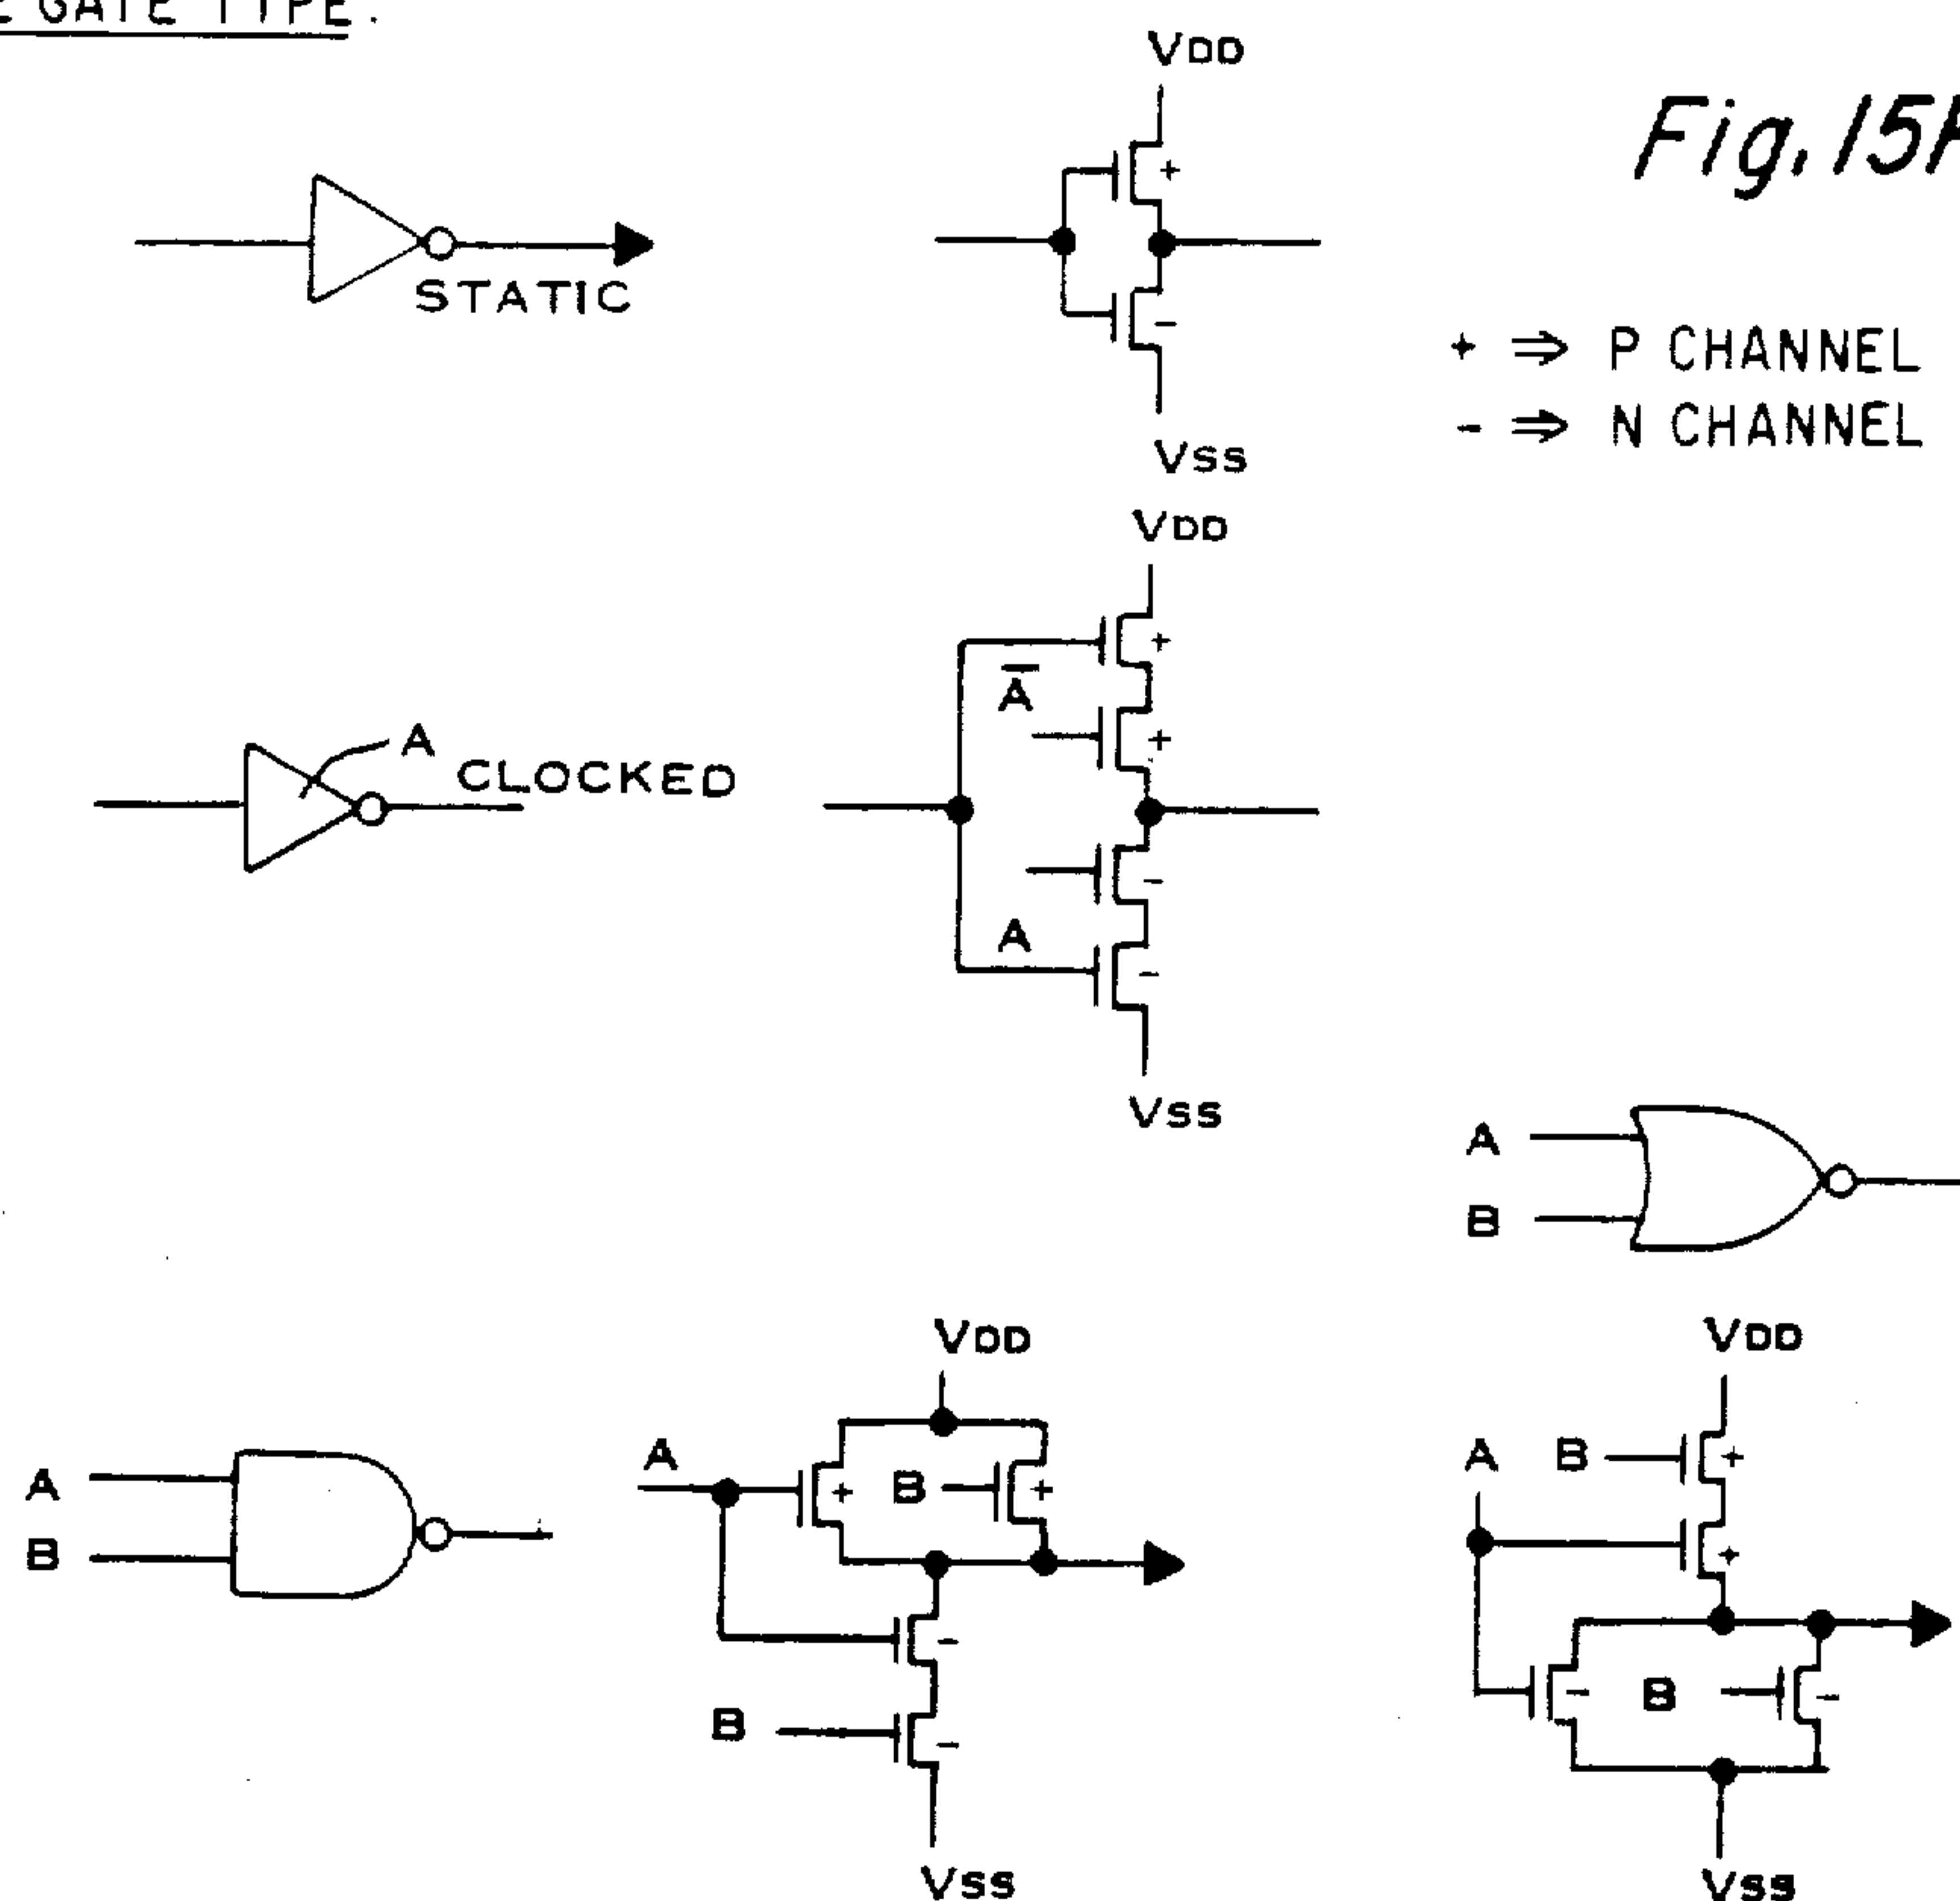 GATE TYPE.
VDD
Fig. 15
STATIC
+ ⇒ P CHANNEL
- ⇒ N CHANNEL
VSS
VDD
+
-
+
Ā
+
A
CLOCKED
-
A
-
VSS
A
B
VDD
VDD
A
+
B
+
A
B
+
A
B
+
-
B
-
B
-
-
VSS
VSS